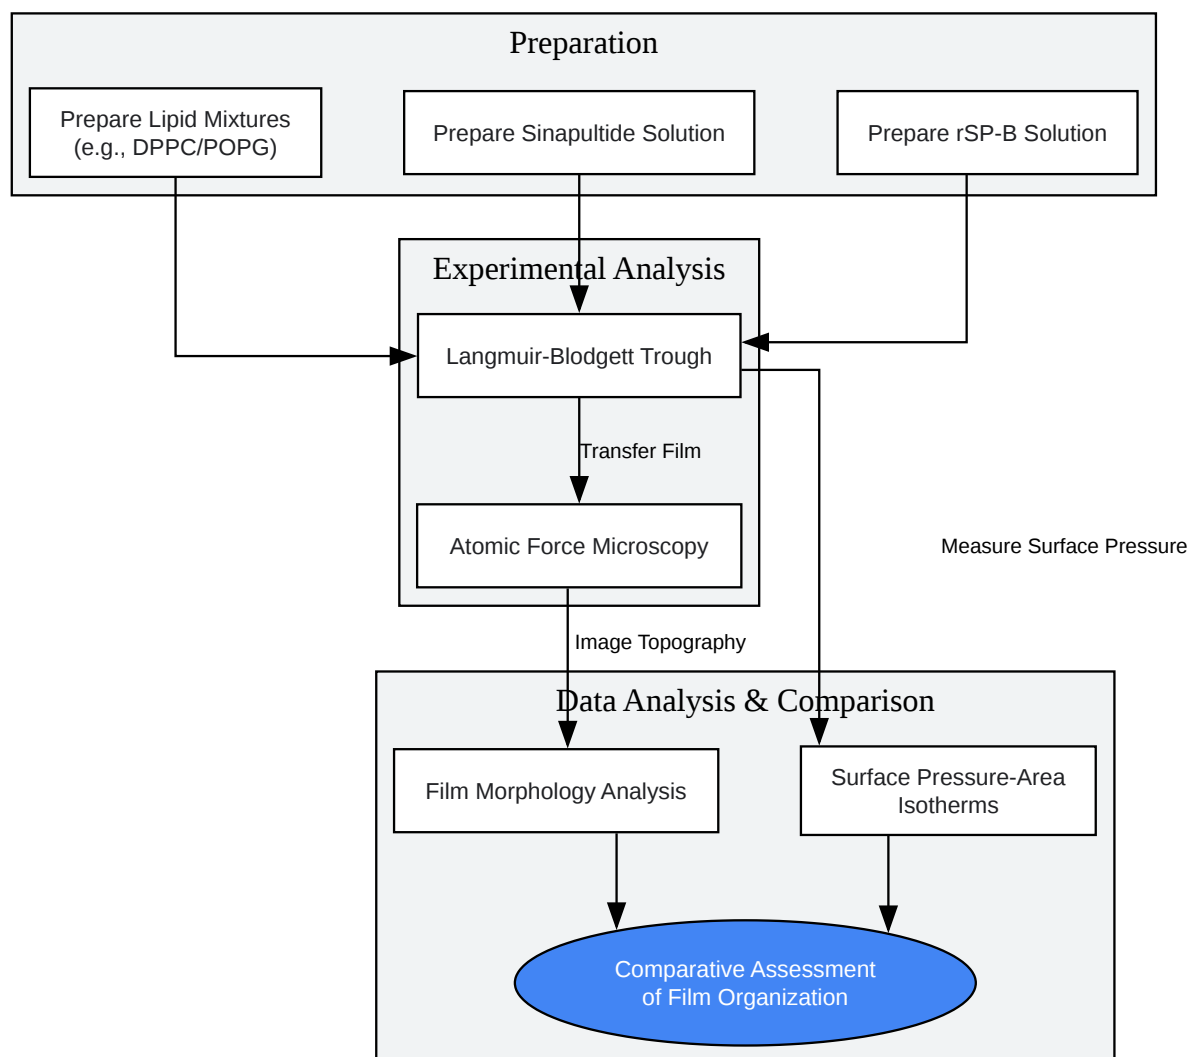 Preparation
Prepare Lipid Mixtures
(e.g., DPPC/POPG)
Prepare Sinapultide Solution
Prepare rSP-B Solution
Experimental Analysis
Langmuir-Blodgett Trough
Transfer Film
Atomic Force Microscopy
Measure Surface Pressure
Image Topography
Data Analysis & Comparison
Film Morphology Analysis
Surface Pressure-Area
Isotherms
Comparative Assessment
of Film Organization